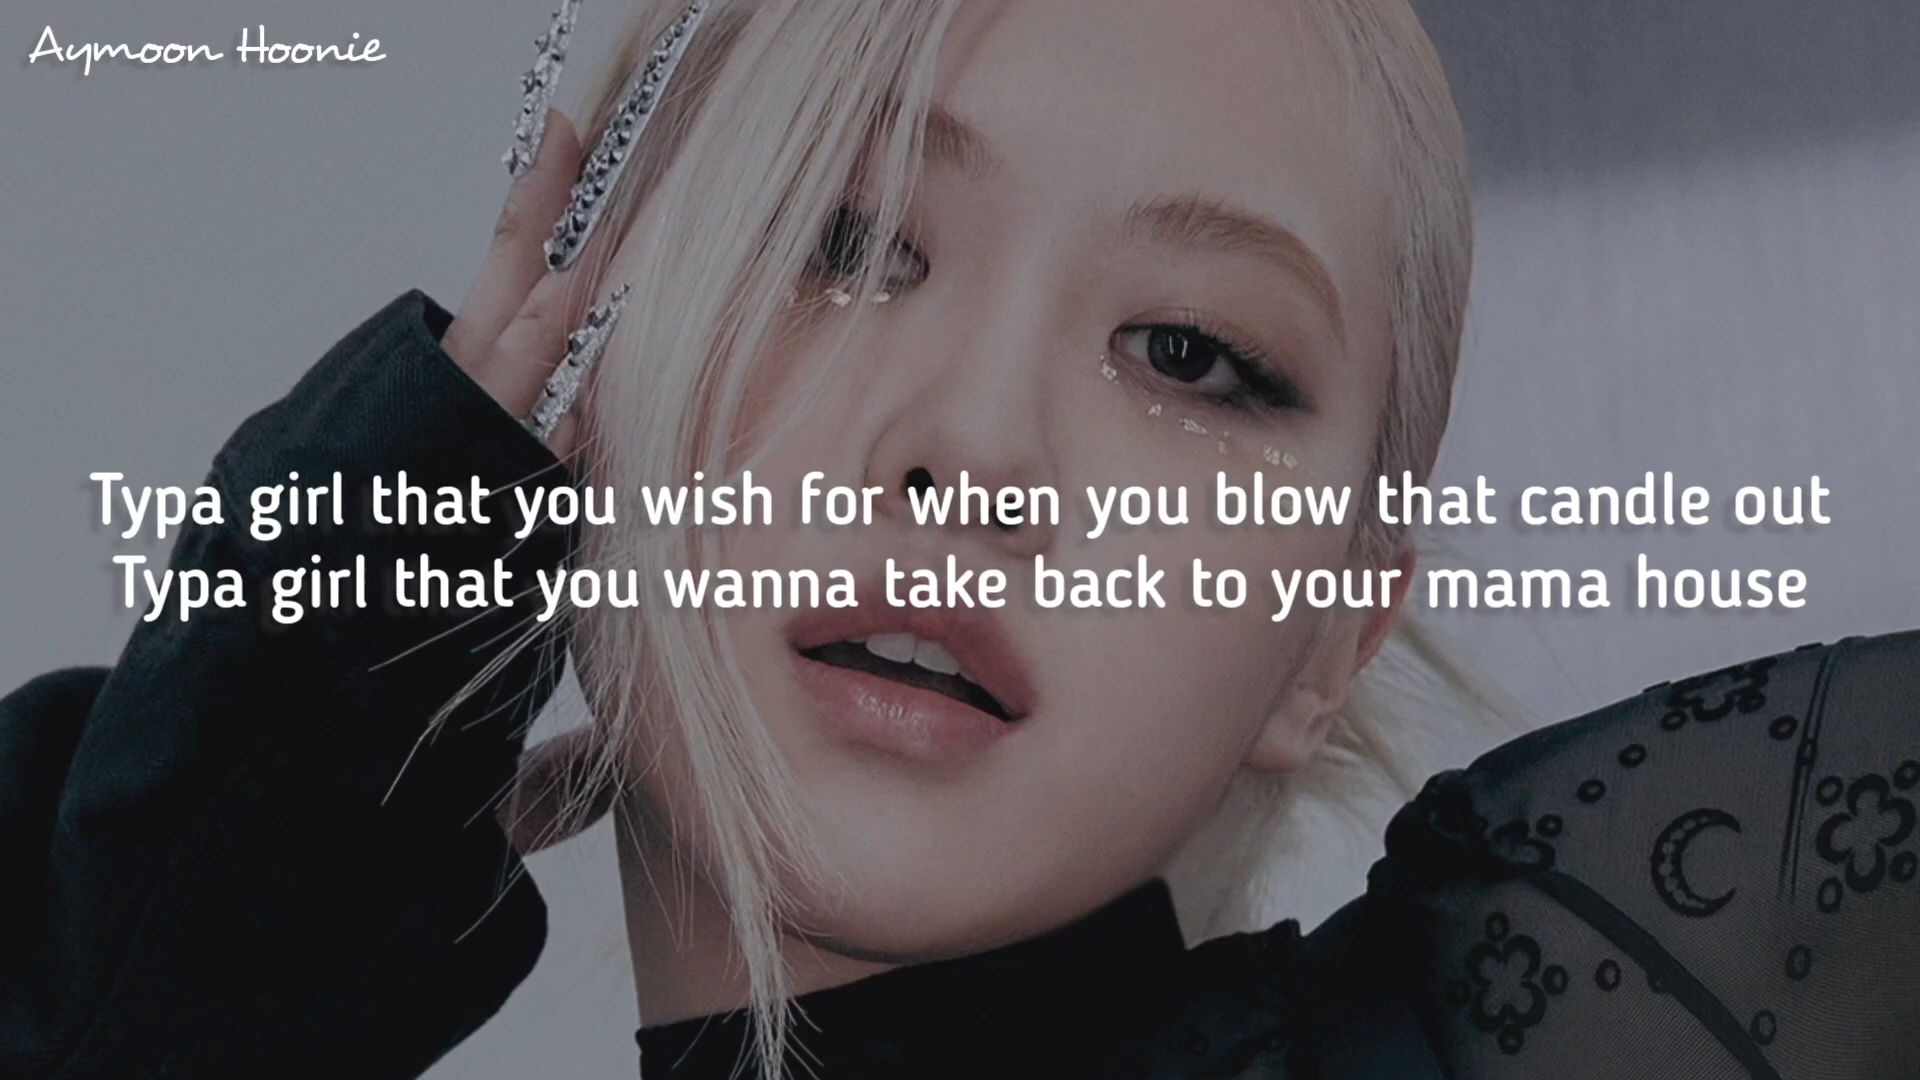 Aymoon Hoonie
Typa girl that you wish for when you blow that candle out
Typa girl that you wanna take back to your mama house